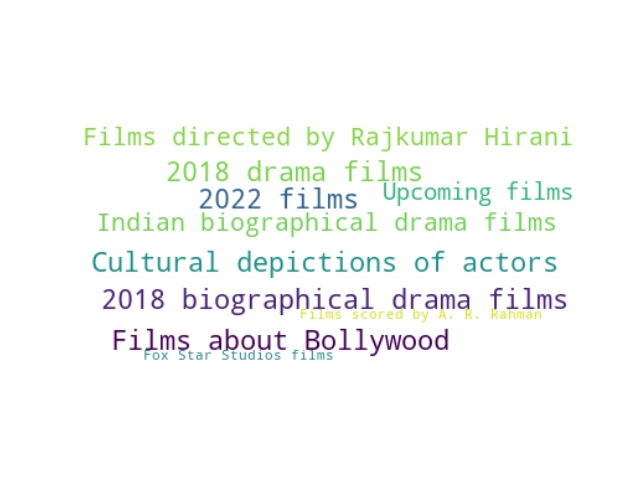 Films directed by Rajkumar Hirani
2018 drama films
Upcoming films
2022 films
Indian biographical drama films
Cultural depictions of actors
2018 biographical drama films
Films scored by A. R. Rahman
Films about Bollywood
Fox Star Studios films